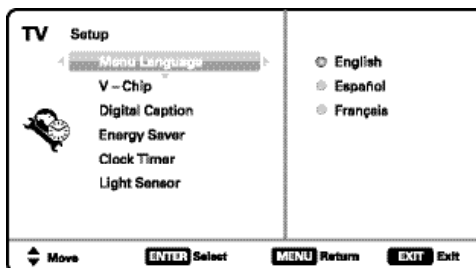 TV Setup
Menu Language
V – Chip
Digital Caption
Energy Saver
Clock Timer
Light Sensor
English
Español
Français
Move ENTER Select MENU Return EXIT Exit